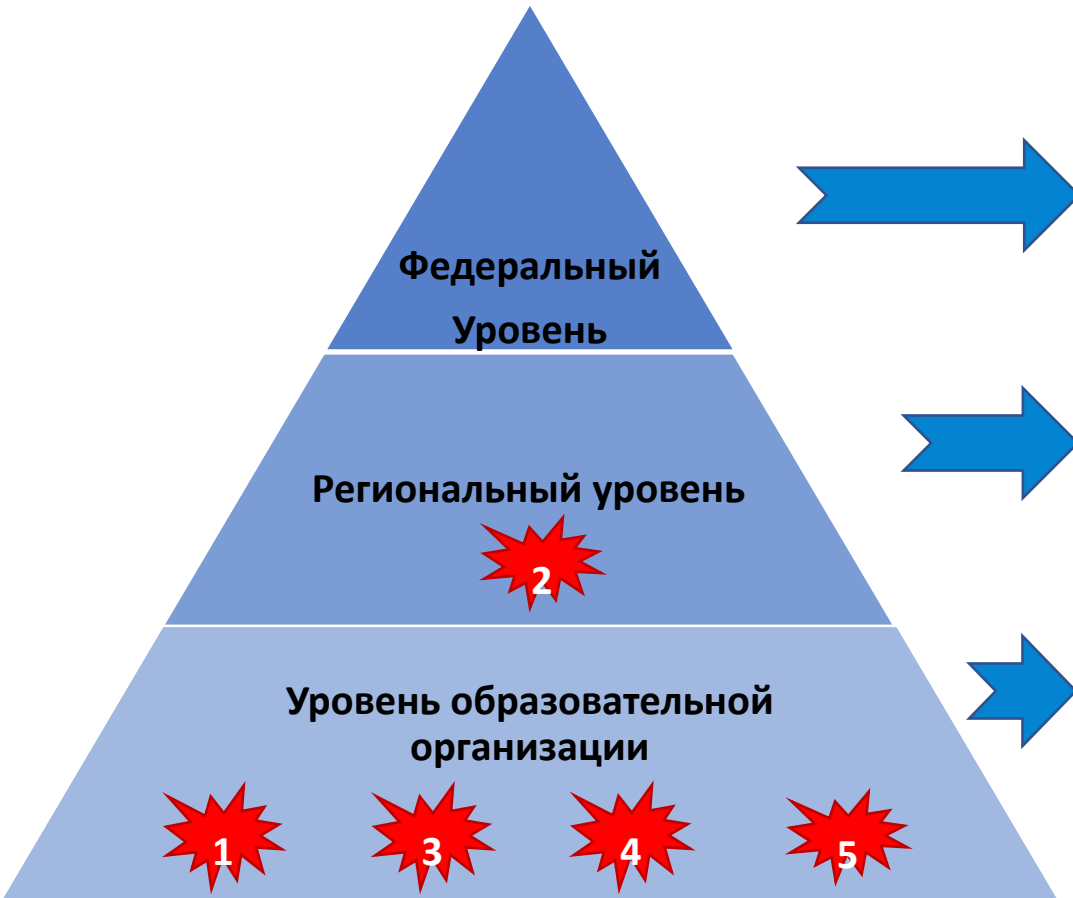 Федеральный
Уровень
Региональный уровень
2
Уровень образовательной
организации
1 3 4 5